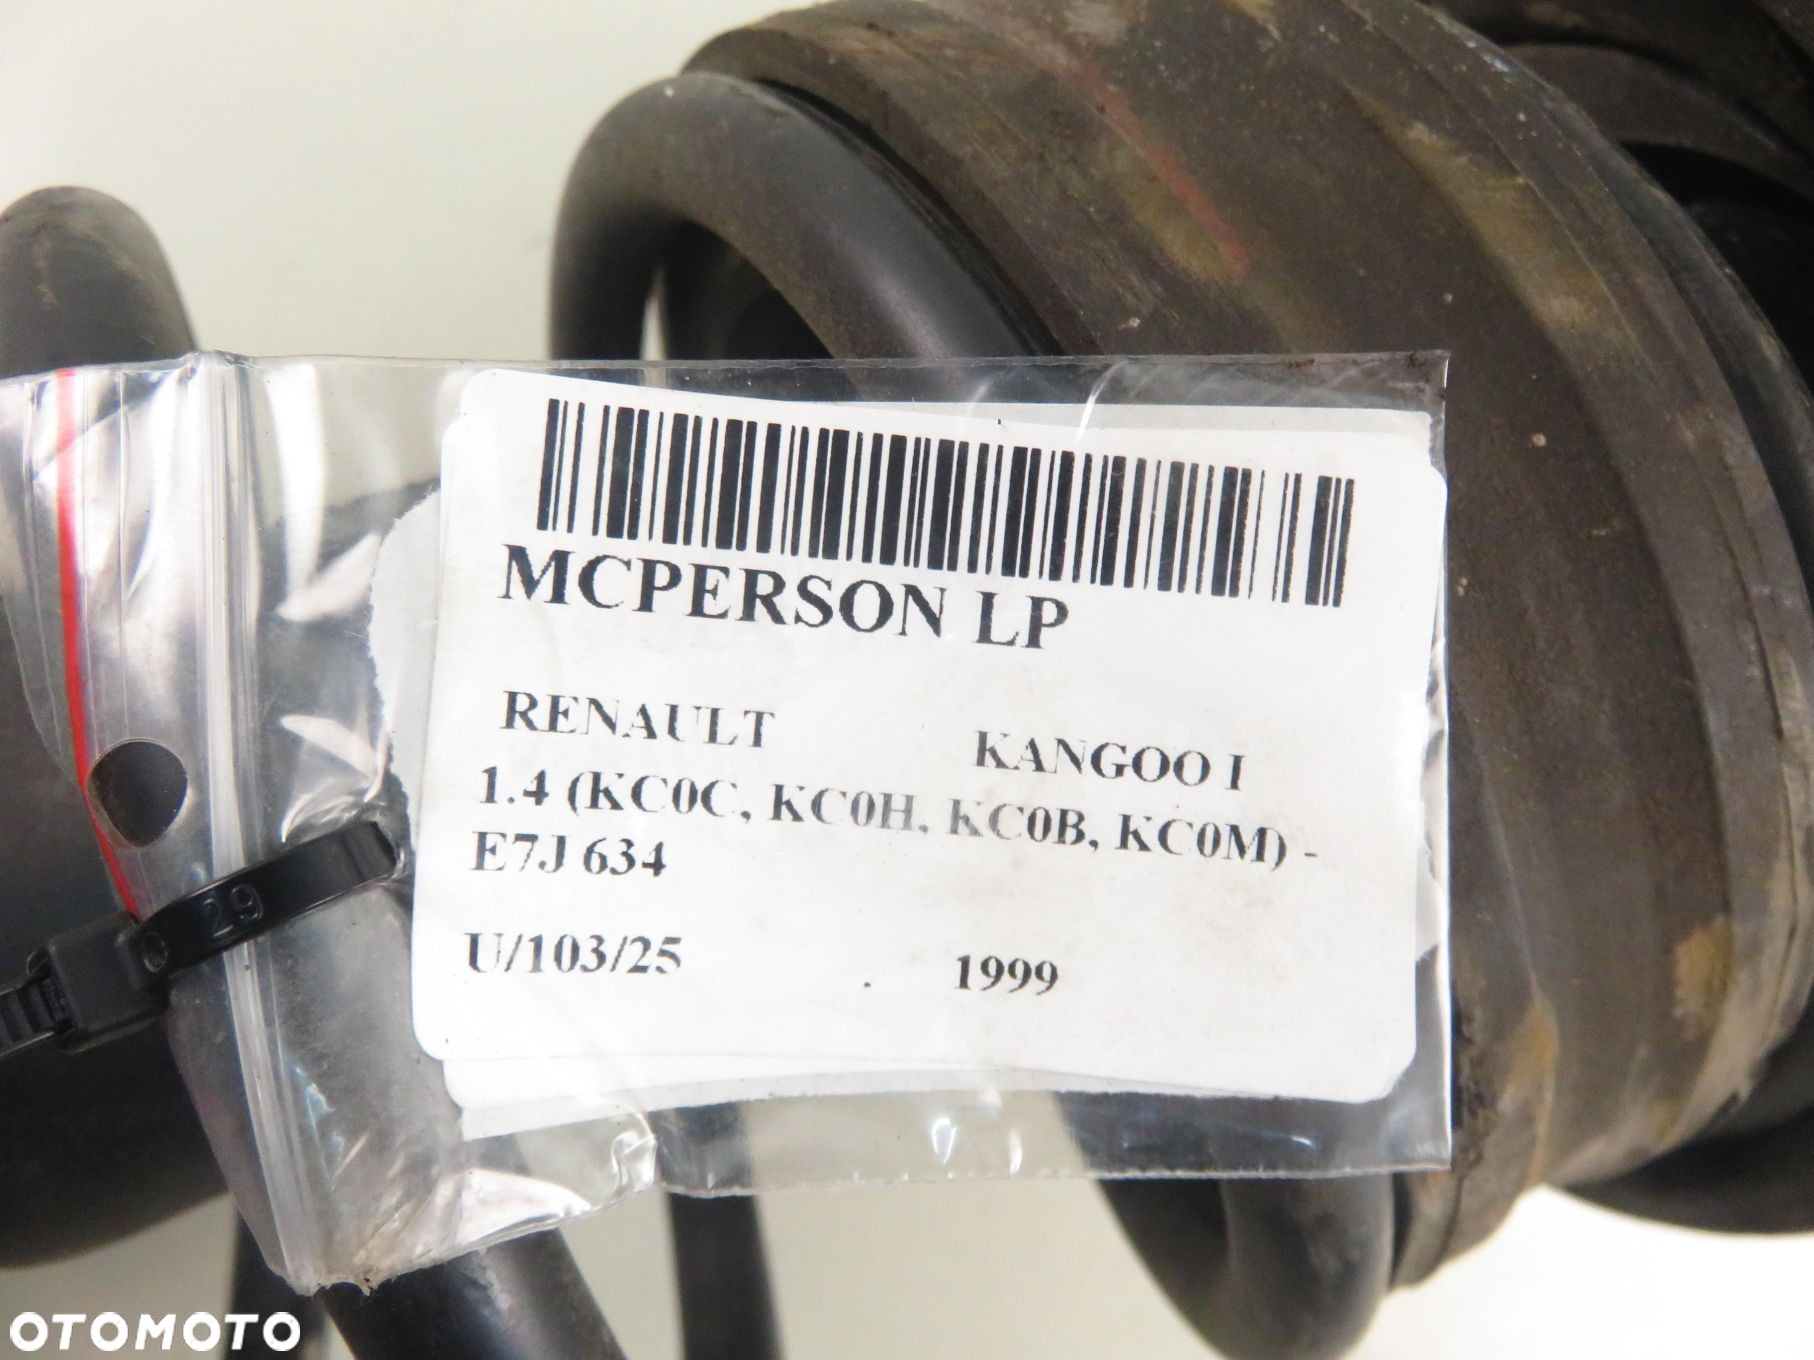 MCPERSON LP
RENAULT KANGOO I
1.4 (KC0C, KC0H, KC0B, KC0M) -
E7J 634
U/103/25 . 1999
29
OTOMOTO